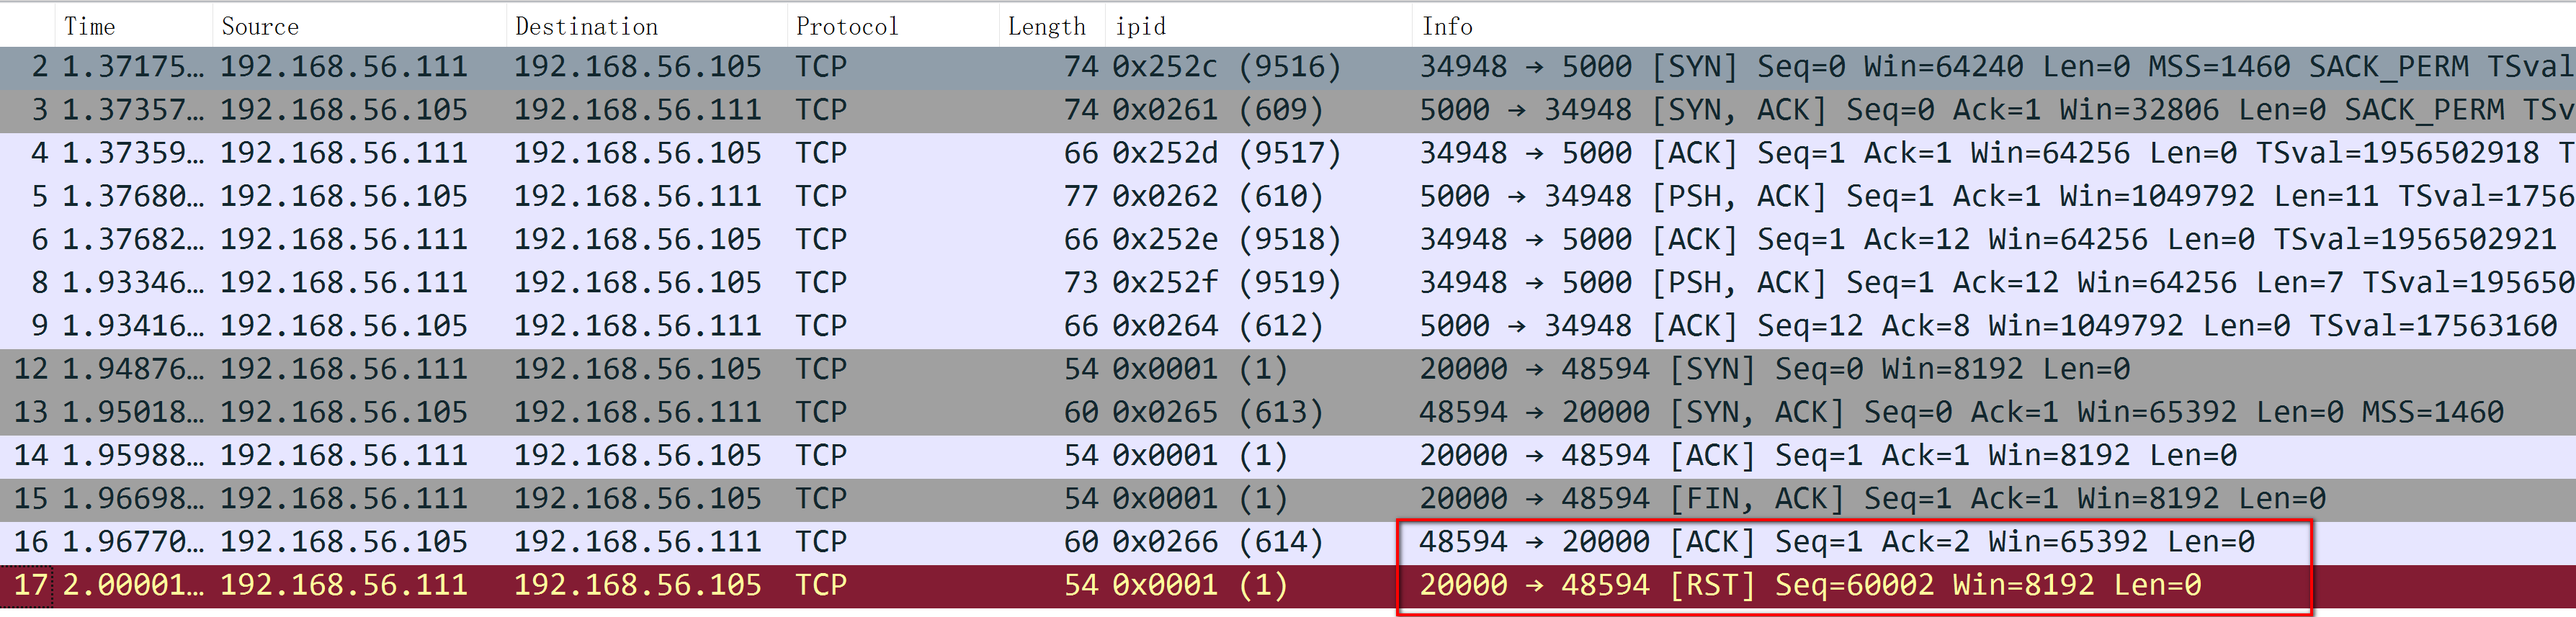 Time Source Destination Protocol Length ipid Info
2 1.37175… 192.168.56.111 192.168.56.105 TCP 74 0x252c (9516) 34948 → 5000 [SYN] Seq=0 Win=64240 Len=0 MSS=1460 SACK_PERM TSval
3 1.37357… 192.168.56.105 192.168.56.111 TCP 74 0x0261 (609) 5000 → 34948 [SYN, ACK] Seq=0 Ack=1 Win=32806 Len=0 SACK_PERM TSv
4 1.37359… 192.168.56.111 192.168.56.105 TCP 66 0x252d (9517) 34948 → 5000 [ACK] Seq=1 Ack=1 Win=64256 Len=0 TSval=1956502918 T
5 1.37680… 192.168.56.105 192.168.56.111 TCP 77 0x0262 (610) 5000 → 34948 [PSH, ACK] Seq=1 Ack=1 Win=1049792 Len=11 TSval=1756
6 1.37682… 192.168.56.111 192.168.56.105 TCP 66 0x252e (9518) 34948 → 5000 [ACK] Seq=1 Ack=12 Win=64256 Len=0 TSval=1956502921
8 1.93346… 192.168.56.111 192.168.56.105 TCP 73 0x252f (9519) 34948 → 5000 [PSH, ACK] Seq=1 Ack=12 Win=64256 Len=7 TSval=195650
9 1.93416… 192.168.56.105 192.168.56.111 TCP 66 0x0264 (612) 5000 → 34948 [ACK] Seq=12 Ack=8 Win=1049792 Len=0 TSval=17563160
12 1.94876… 192.168.56.111 192.168.56.105 TCP 54 0x0001 (1) 20000 → 48594 [SYN] Seq=0 Win=8192 Len=0
13 1.95018… 192.168.56.105 192.168.56.111 TCP 60 0x0265 (613) 48594 → 20000 [SYN, ACK] Seq=0 Ack=1 Win=65392 Len=0 MSS=1460
14 1.95988… 192.168.56.111 192.168.56.105 TCP 54 0x0001 (1) 20000 → 48594 [ACK] Seq=1 Ack=1 Win=8192 Len=0
15 1.96698… 192.168.56.111 192.168.56.105 TCP 54 0x0001 (1) 20000 → 48594 [FIN, ACK] Seq=1 Ack=1 Win=8192 Len=0
16 1.96770… 192.168.56.105 192.168.56.111 TCP 60 0x0266 (614) 48594 → 20000 [ACK] Seq=1 Ack=2 Win=65392 Len=0
17 2.00001… 192.168.56.111 192.168.56.105 TCP 54 0x0001 (1) 20000 → 48594 [RST] Seq=60002 Win=8192 Len=0